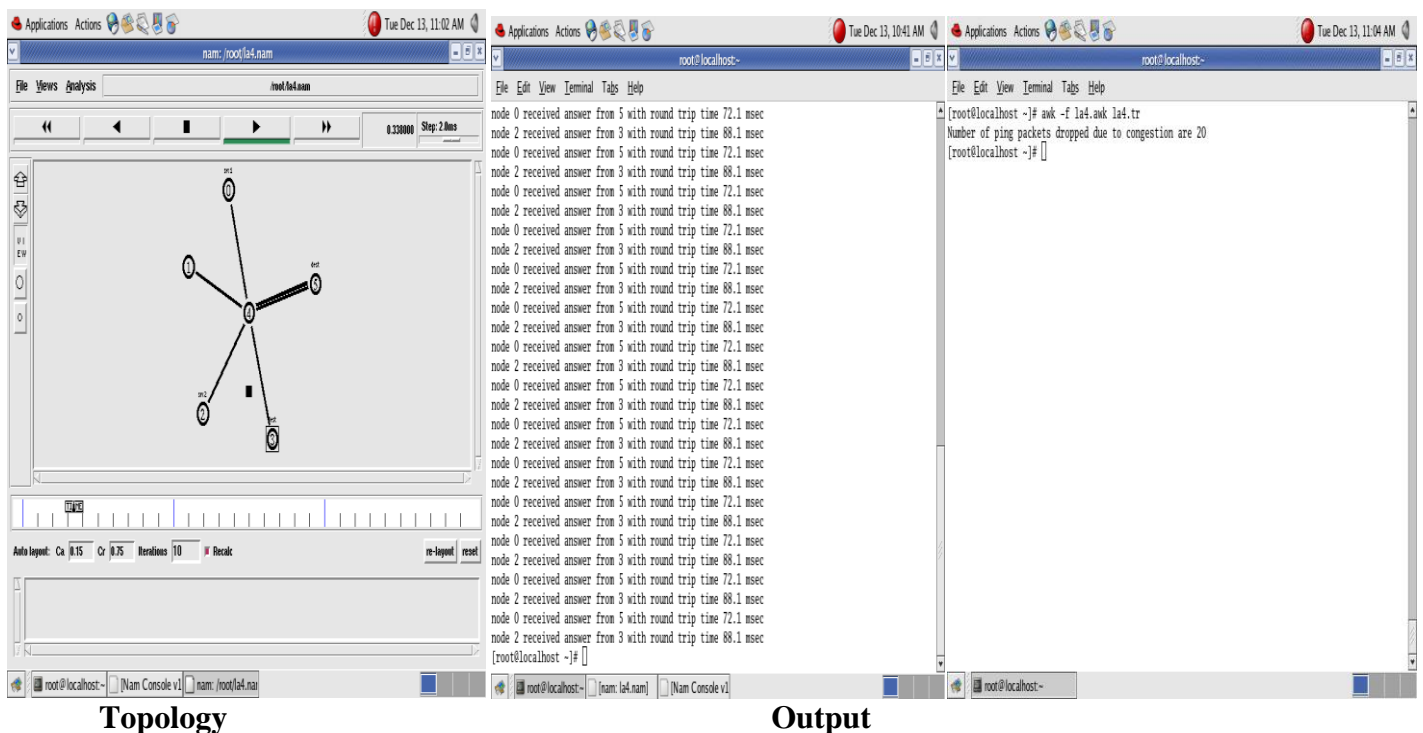 Applications Actions Tue Dec 13, 11:02 AM
nam: /root/la4.nam
File Views Analysis /root/la4.nam
0.338000 Step: 2.0ms
0
1
5
4
2
3
TIME
Auto layout: Ca 0.15 Cr 0.75 Iterations 10 Recalc re-layout reset
root@localhost:~ [Nam Console v1 nam: /root/la4.nar
Topology
Applications Actions Tue Dec 13, 10:41 AM
root@localhost:~
File Edit View Terminal Tabs Help
node 0 received answer from 5 with round trip time 72.1 msec
node 2 received answer from 3 with round trip time 88.1 msec
node 0 received answer from 5 with round trip time 72.1 msec
node 2 received answer from 3 with round trip time 88.1 msec
node 0 received answer from 5 with round trip time 72.1 msec
node 2 received answer from 3 with round trip time 88.1 msec
node 0 received answer from 5 with round trip time 72.1 msec
node 2 received answer from 3 with round trip time 88.1 msec
node 0 received answer from 5 with round trip time 72.1 msec
node 2 received answer from 3 with round trip time 88.1 msec
node 0 received answer from 5 with round trip time 72.1 msec
node 2 received answer from 3 with round trip time 88.1 msec
node 0 received answer from 5 with round trip time 72.1 msec
node 2 received answer from 3 with round trip time 88.1 msec
node 0 received answer from 5 with round trip time 72.1 msec
node 2 received answer from 3 with round trip time 88.1 msec
node 0 received answer from 5 with round trip time 72.1 msec
node 2 received answer from 3 with round trip time 88.1 msec
node 0 received answer from 5 with round trip time 72.1 msec
node 2 received answer from 3 with round trip time 88.1 msec
node 0 received answer from 5 with round trip time 72.1 msec
node 2 received answer from 3 with round trip time 88.1 msec
node 0 received answer from 5 with round trip time 72.1 msec
node 2 received answer from 3 with round trip time 88.1 msec
node 0 received answer from 5 with round trip time 72.1 msec
node 2 received answer from 3 with round trip time 88.1 msec
node 0 received answer from 5 with round trip time 72.1 msec
node 2 received answer from 3 with round trip time 88.1 msec
[root@localhost ~]#
root@localhost:~ [nam: la4.nam] [Nam Console v1]
Applications Actions Tue Dec 13, 11:04 AM
root@localhost:~
File Edit View Terminal Tabs Help
[root@localhost ~]# awk -f la4.awk la4.tr
Number of ping packets dropped due to congestion are 20
[root@localhost ~]#
root@localhost:~
Output